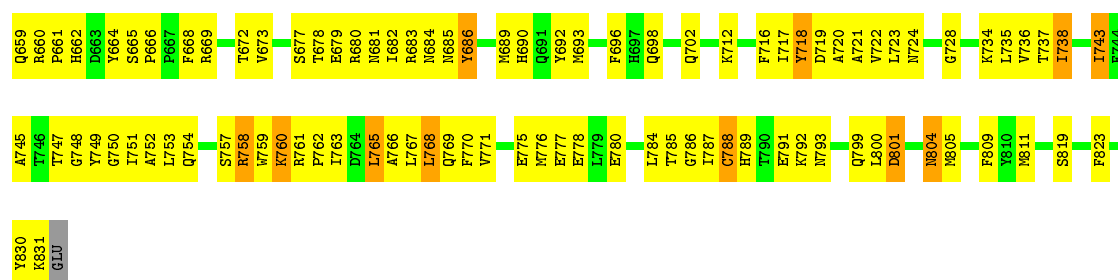 Q659 R660 P661 H662 D663 Y664 S665 P666 P667 F668 R669 T672 V673 S677 T678 E679 R680 N681 I682 R683 N684 N685 Y686 M689 H690 Q691 Y692 M693 F696 H697 Q698 Q702 K712 F716 I717 Y718 D719 A720 A721 V722 L723 N724 G728 K734 L735 V736 T737 I738 I743
A745 T746 T747 G748 Y749 G750 I751 A752 L753 Q754 S757 R758 W759 K760 R761 P762 I763 D764 L765 A766 L767 L768 Q769 F770 V771 E775 M776 E777 E778 L779 E780 L784 T785 G786 I787 C788 H789 T790 E791 K792 N793 Q799 L800 D801 N804 M805 F809 Y810 M811 S819 F823
Y830 K831 GLU